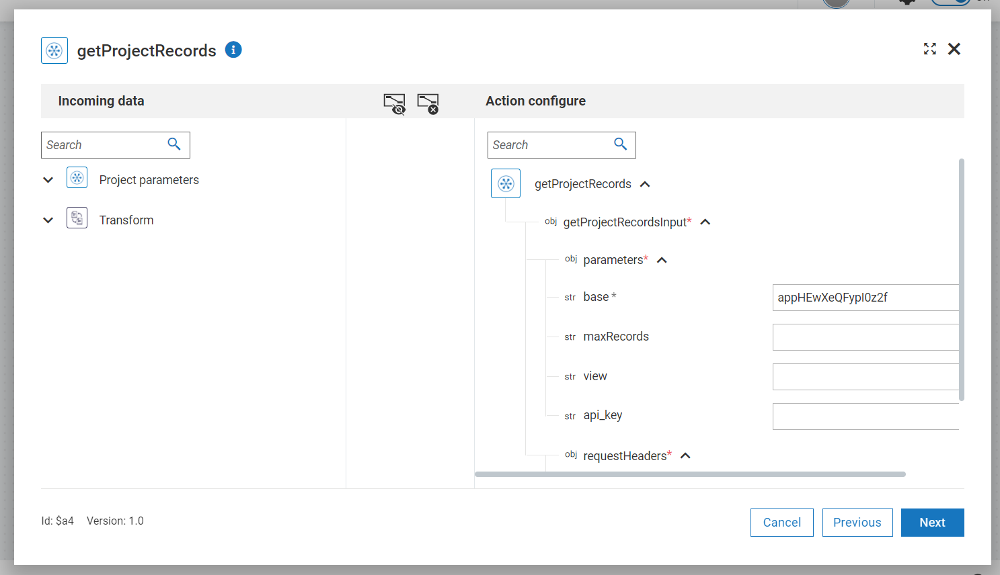 getProjectRecords
Incoming data
Action configure
Search
Search
Project parameters
Transform
getProjectRecords
obj getProjectRecordsInput*
obj parameters*
str base * appHEwXeQFypI0z2f
str maxRecords
str view
str api_key
obj requestHeaders*
Id: $a4 Version: 1.0
Cancel Previous Next